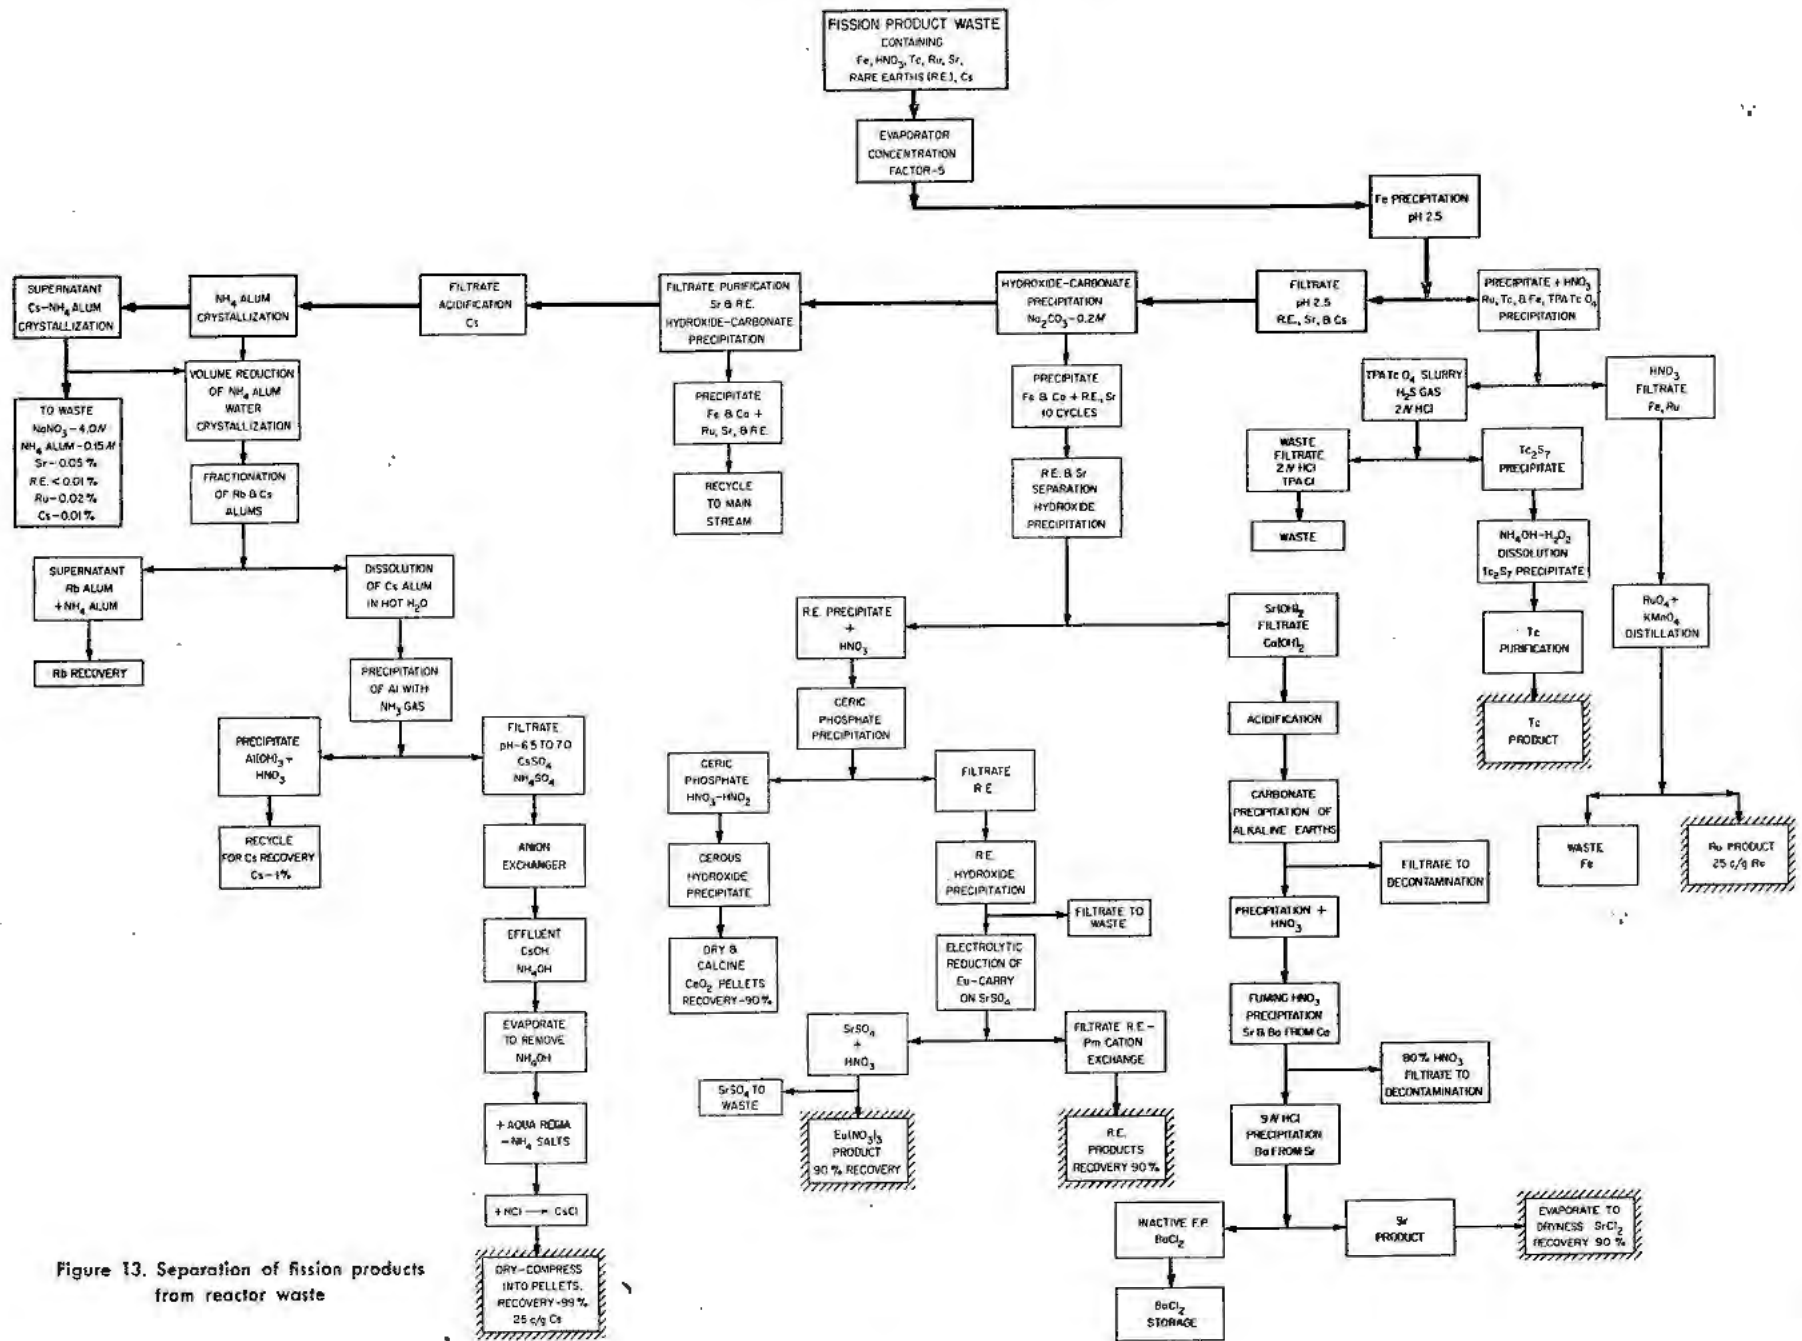 FISSION PRODUCT WASTE
CONTAINING
Fe, HNO₃, Tc, Ru, Sr,
RARE EARTHS (R.E.), Cs
EVAPORATOR
CONCENTRATION
FACTOR-5
Fe PRECIPITATION
pH 2.5
SUPERNATANT
Cs-NH₄ ALUM
CRYSTALLIZATION
NH₄ ALUM
CRYSTALLIZATION
FILTRATE
ACIDIFICATION
Cs
FILTRATE PURIFICATION
Sr & R.E.
HYDROXIDE-CARBONATE
PRECIPITATION
HYDROXIDE-CARBONATE
PRECIPITATION
Na₂CO₃-0.2M
FILTRATE
pH 2.5
R.E., Sr, & Cs
PRECIPITATE + HNO₃
Ru, Tc, & Fe, TPATcO₄
PRECIPITATION
TO WASTE
NaNO₃-4.0N
NH₄ ALUM-0.15M
Sr-0.05%
R.E.<0.01%
Ru-0.02%
Cs-0.01%
VOLUME REDUCTION
OF NH₄ ALUM
WATER
CRYSTALLIZATION
FRACTIONATION
OF Rb & Cs
ALUMS
SUPERNATANT
Rb ALUM
+NH₄ ALUM
Rb RECOVERY
DISSOLUTION
OF Cs ALUM
IN HOT H₂O
PRECIPITATION
OF Al WITH
NH₃ GAS
PRECIPITATE
Al(OH)₃+
HNO₃
RECYCLE
FOR Cs RECOVERY
Cs-1%
FILTRATE
pH-6.5 TO 7.0
CsSO₄
NH₄SO₄
ANION
EXCHANGER
EFFLUENT
CsOH
NH₄OH
EVAPORATE
TO REMOVE
NH₄OH
+AQUA REGIA
-NH₄ SALTS
+HCl → CsCl
DRY-COMPRESS
INTO PELLETS.
RECOVERY-99%
25 c/g Cs
PRECIPITATE
Fe & Ca +
Ru, Sr, & R.E.
RECYCLE
TO MAIN
STREAM
PRECIPITATE
Fe & Ca + R.E., Sr
10 CYCLES
R.E. & Sr
SEPARATION
HYDROXIDE
PRECIPITATION
R.E. PRECIPITATE
+
HNO₃
CERIC
PHOSPHATE
PRECIPITATION
CERIC
PHOSPHATE
HNO₃-HNO₂
CEROUS
HYDROXIDE
PRECIPITATE
DRY &
CALCINE
CeO₂ PELLETS
RECOVERY-90%
FILTRATE
R.E
R.E.
HYDROXIDE
PRECIPITATION
FILTRATE TO
WASTE
ELECTROLYTIC
REDUCTION OF
Eu-CARRY
ON SrSO₄
SrSO₄
+
HNO₃
SrSO₄ TO
WASTE
Eu(NO₃)₃
PRODUCT
90% RECOVERY
FILTRATE R.E.-
Pm CATION
EXCHANGE
R.E.
PRODUCTS
RECOVERY 90%
Sr(OH)₂
FILTRATE
Ca(OH)₂
ACIDIFICATION
CARBONATE
PRECIPITATION OF
ALKALINE EARTHS
FILTRATE TO
DECONTAMINATION
PRECIPITATION +
HNO₃
FUMING HNO₃
PRECIPITATION
Sr & Ba FROM Ca
80% HNO₃
FILTRATE TO
DECONTAMINATION
9N HCl
PRECIPITATION
Ba FROM Sr
INACTIVE F.P.
BaCl₂
BaCl₂
STORAGE
Sr
PRODUCT
EVAPORATE TO
DRYNESS SrCl₂
RECOVERY 90%
TPATcO₄ SLURRY
H₂S GAS
2N HCl
HNO₃
FILTRATE
Fe, Ru
WASTE
FILTRATE
2N HCl
TPACl
WASTE
Tc₂S₇
PRECIPITATE
NH₄OH-H₂O₂
DISSOLUTION
Tc₂S₇ PRECIPITATE
Tc
PURIFICATION
Tc
PRODUCT
RuO₄+
KMnO₄
DISTILLATION
WASTE
Fe
Ru PRODUCT
25 c/g Ru
Figure 13. Separation of fission products
from reactor waste